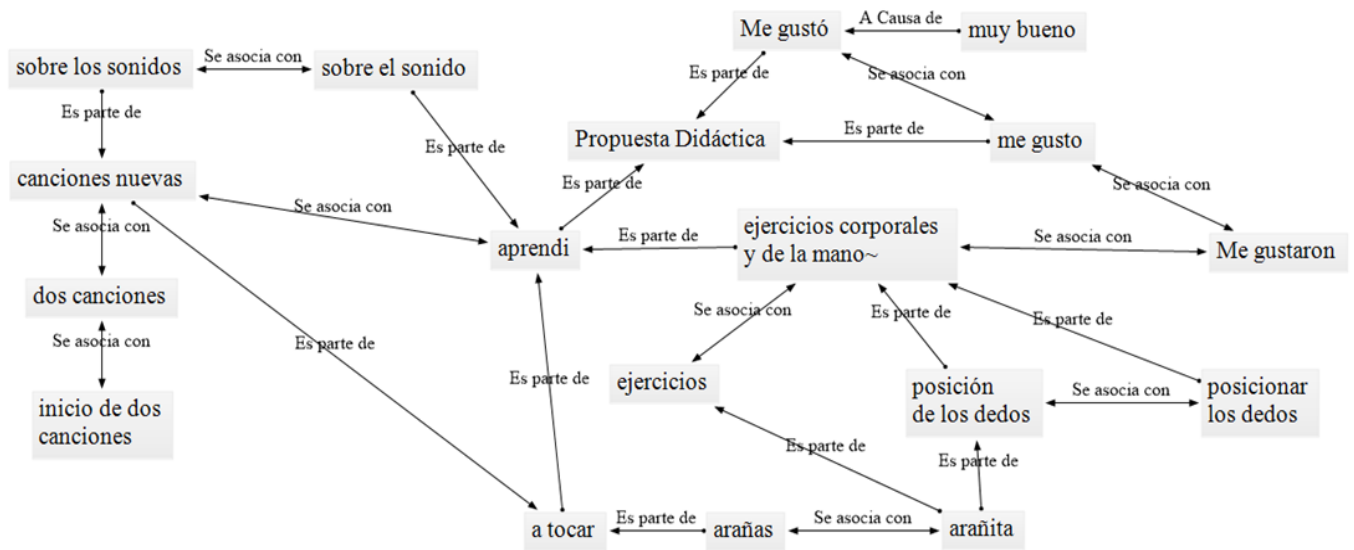 Me gustó
A Causa de
muy bueno
sobre los sonidos
Se asocia con
sobre el sonido
Es parte de
Se asocia con
Es parte de
Es parte de
Propuesta Didáctica
Es parte de
me gusto
Es parte de
canciones nuevas
Es parte de
Se asocia con
Se asocia con
Se asocia con
aprendi
Es parte de
ejercicios corporales
y de la mano~
Se asocia con
Me gustaron
dos canciones
Se asocia con
Es parte de
Es parte de
Se asocia con
Es parte de
Es parte de
inicio de dos
canciones
ejercicios
posición
de los dedos
Se asocia con
posicionar
los dedos
Es parte de
Es parte de
a tocar
Es parte de
arañas
Se asocia con
arañita